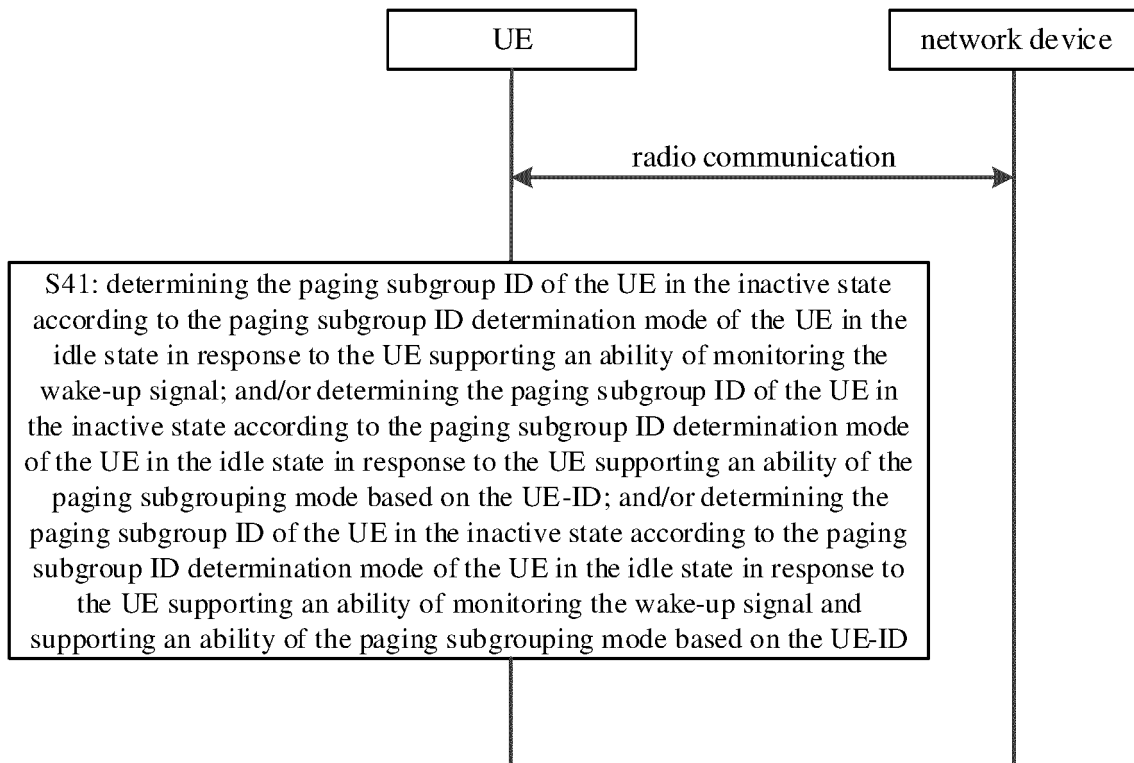 UE
network device
radio communication
S41: determining the paging subgroup ID of the UE in the inactive state
according to the paging subgroup ID determination mode of the UE in the
idle state in response to the UE supporting an ability of monitoring the
wake-up signal; and/or determining the paging subgroup ID of the UE in
the inactive state according to the paging subgroup ID determination mode
of the UE in the idle state in response to the UE supporting an ability of the
paging subgrouping mode based on the UE-ID; and/or determining the
paging subgroup ID of the UE in the inactive state according to the paging
subgroup ID determination mode of the UE in the idle state in response to
the UE supporting an ability of monitoring the wake-up signal and
supporting an ability of the paging subgrouping mode based on the UE-ID